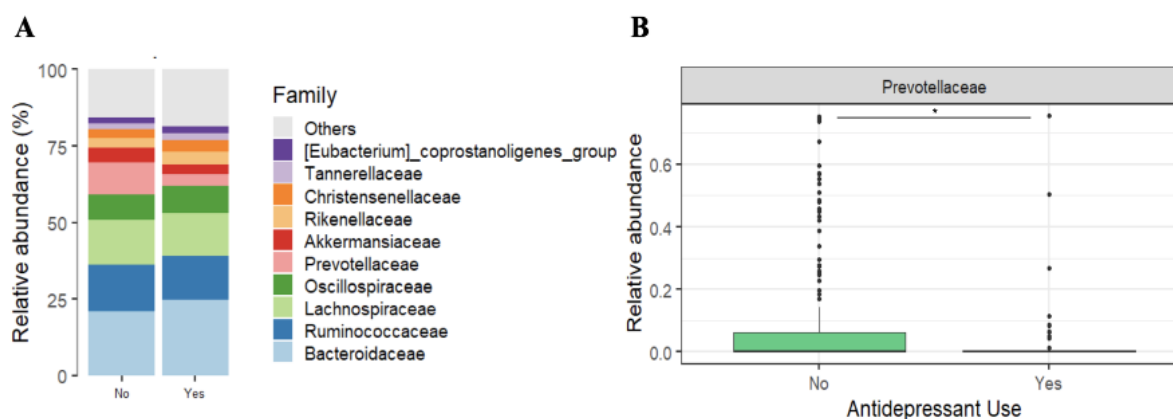 A
Relative abundance (%)
100
75
50
25
0
No
Yes
Family
Others
[Eubacterium]_coprostanoligenes_group
Tannerellaceae
Christensenellaceae
Rikenellaceae
Akkermansiaceae
Prevotellaceae
Oscillospiraceae
Lachnospiraceae
Ruminococcaceae
Bacteroidaceae
B
Prevotellaceae
*
Relative abundance
0.6
0.4
0.2
0.0
No
Yes
Antidepressant Use